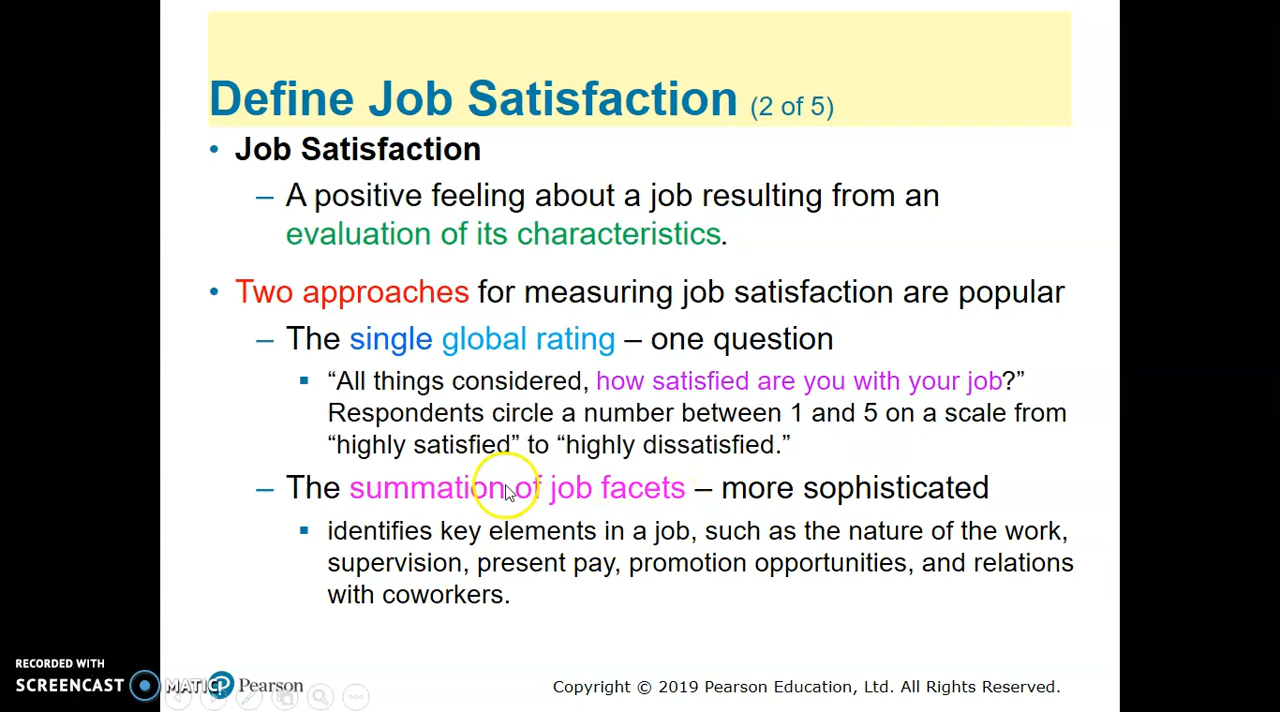 Define Job Satisfaction (2 of 5)
• Job Satisfaction
– A positive feeling about a job resulting from an
evaluation of its characteristics.
• Two approaches for measuring job satisfaction are popular
– The single global rating – one question
▪ “All things considered, how satisfied are you with your job?”
Respondents circle a number between 1 and 5 on a scale from
“highly satisfied” to “highly dissatisfied.”
– The summation of job facets – more sophisticated
▪ identifies key elements in a job, such as the nature of the work,
supervision, present pay, promotion opportunities, and relations
with coworkers.
RECORDED WITH
SCREENCAST MATIC
Pearson
Copyright © 2019 Pearson Education, Ltd. All Rights Reserved.